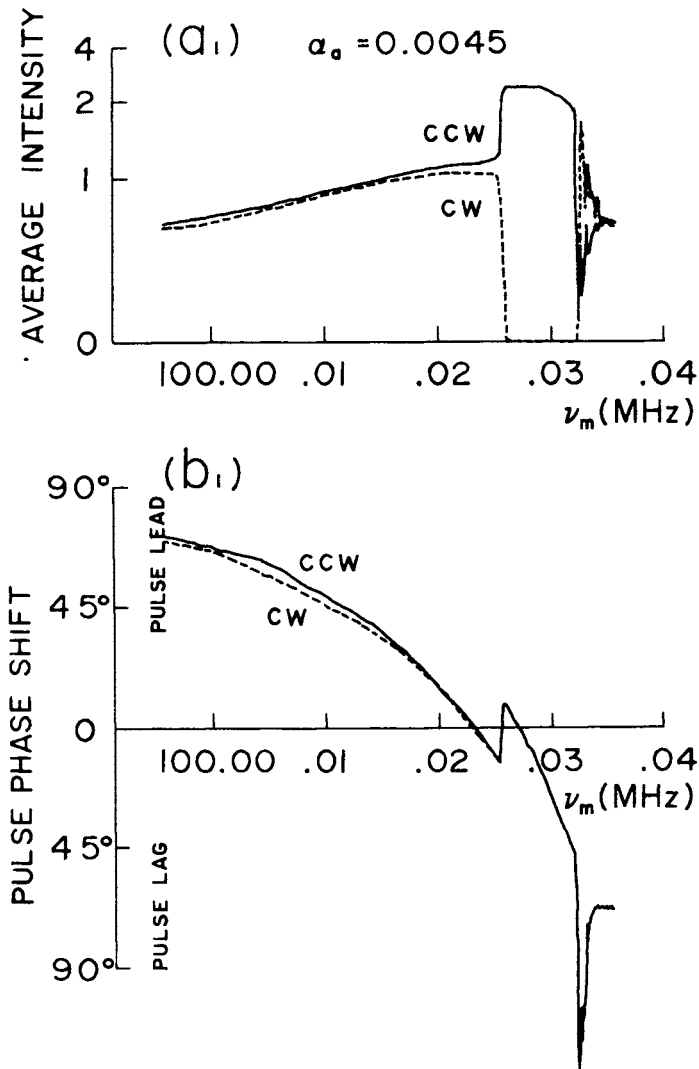 (a₁) αₐ = 0.0045
AVERAGE INTENSITY
4
2
1
0
CCW
CW
100.00 .01 .02 .03 .04
νₘ(MHz)
(b₁)
PULSE PHASE SHIFT
90°
45°
0
45°
90°
PULSE LEAD
PULSE LAG
CCW
CW
100.00 .01 .02 .03 .04
νₘ(MHz)